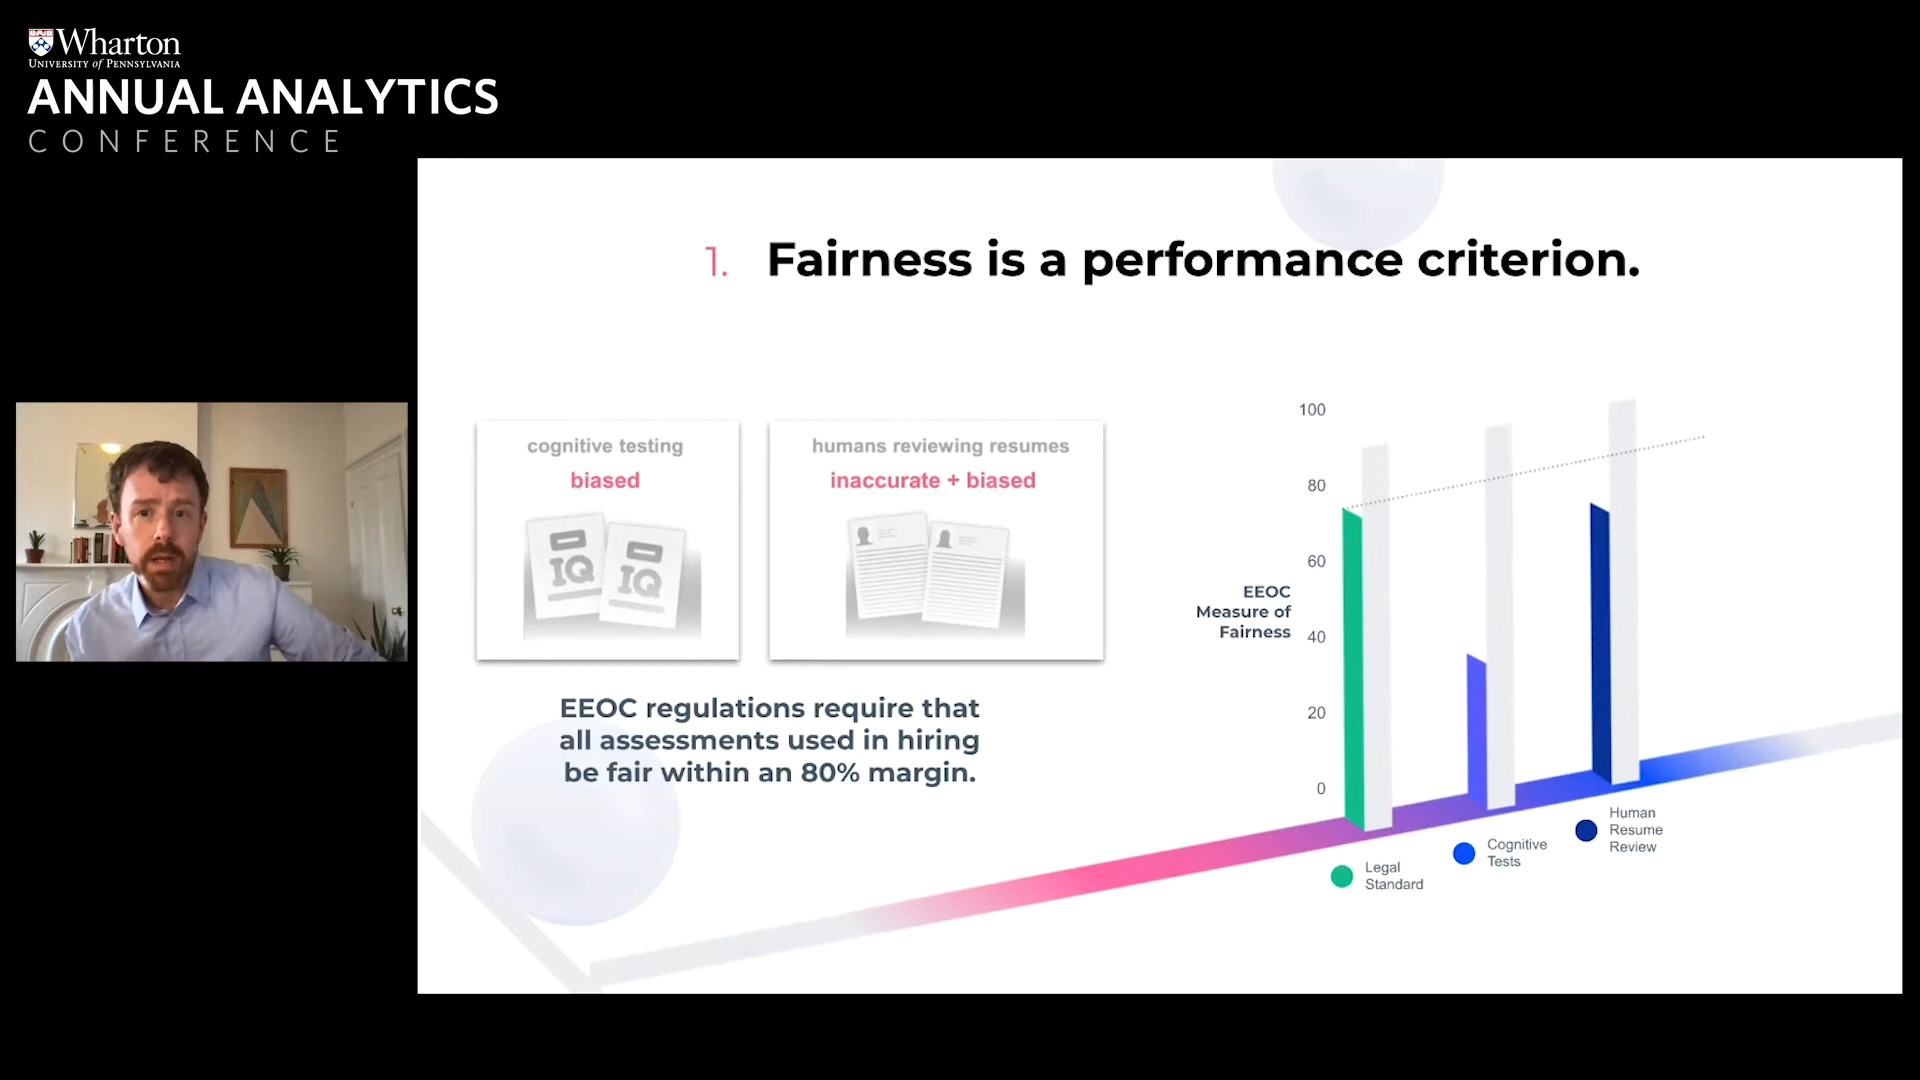 Wharton
UNIVERSITY of PENNSYLVANIA
ANNUAL ANALYTICS
CONFERENCE
1. Fairness is a performance criterion.
cognitive testing
biased
IQ
IQ
humans reviewing resumes
inaccurate + biased
EEOC regulations require that
all assessments used in hiring
be fair within an 80% margin.
EEOC
Measure of
Fairness
100
80
60
40
20
0
Legal
Standard
Cognitive
Tests
Human
Resume
Review